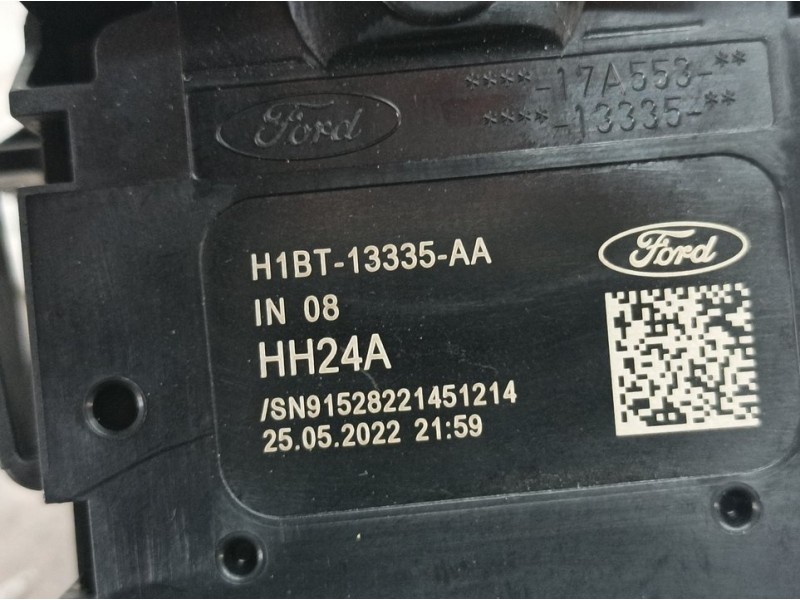 ****-17A553-**
Ford
****-13335-**
H1BT-13335-AA
Ford
IN 08
HH24A
/SN91528221451214
25.05.2022 21:59